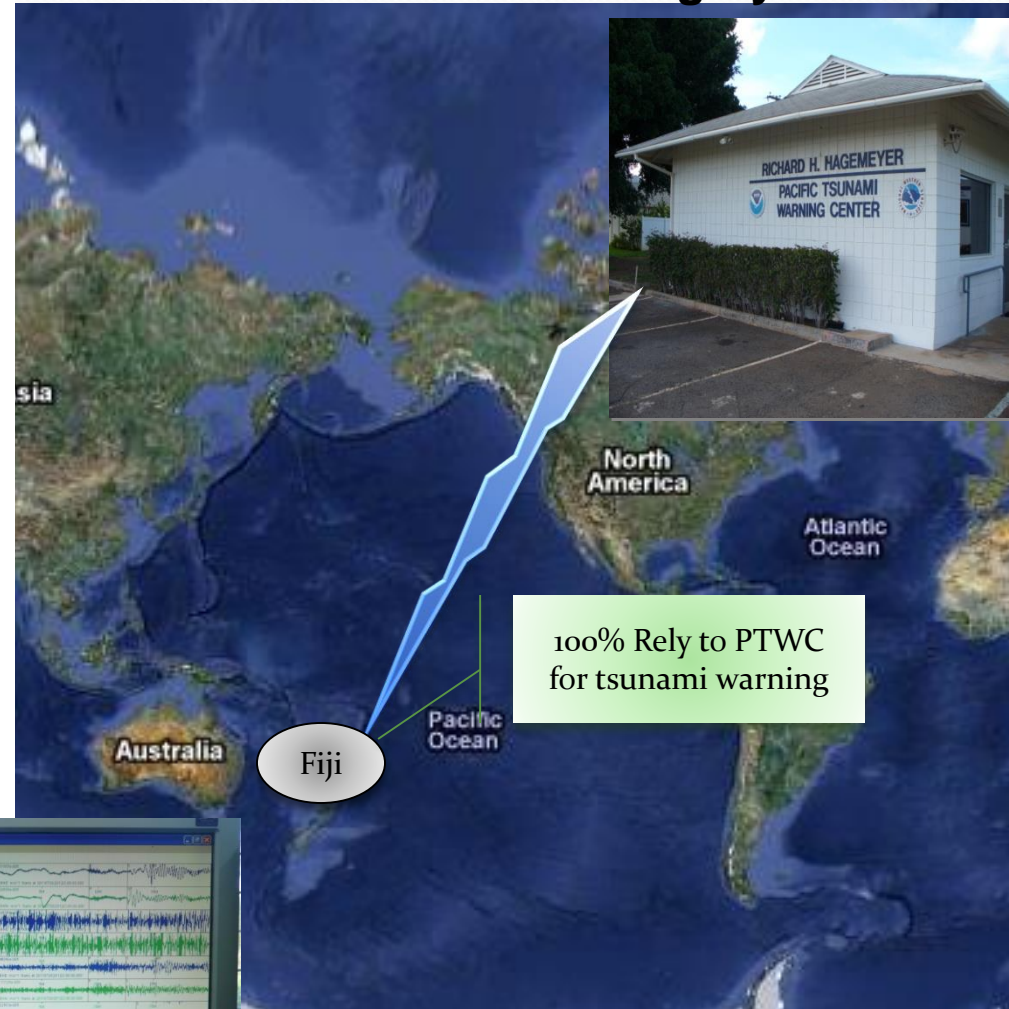 RICHARD H. HAGEMEYER
PACIFIC TSUNAMI
WARNING CENTER
sia
North
America
Atlantic
Ocean
100% Rely to PTWC
for tsunami warning
Pacific
Ocean
Australia
Fiji